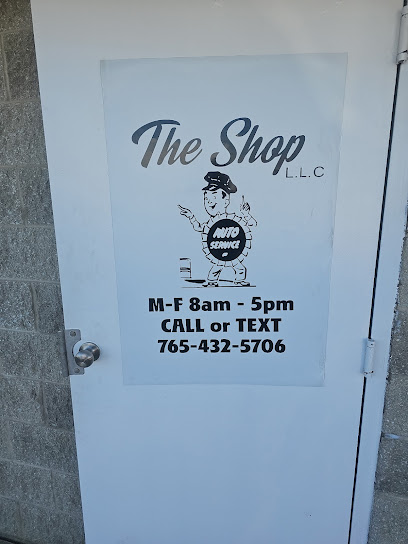 The Shop
L.L.C
AUTO
SERVICE
M-F 8am - 5pm
CALL or TEXT
765-432-5706